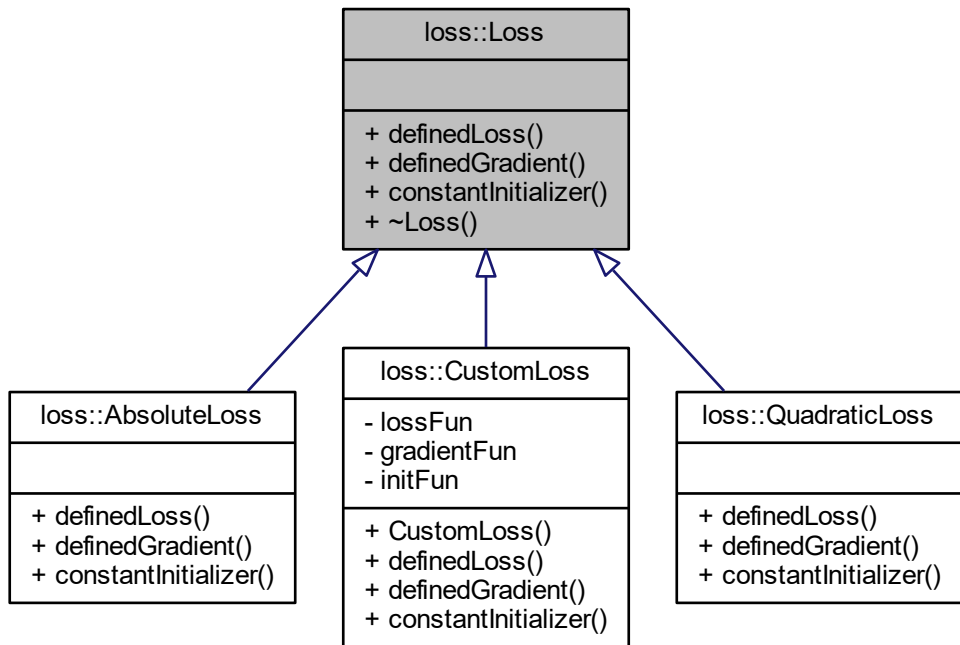 loss::Loss
+ definedLoss()
+ definedGradient()
+ constantInitializer()
+ ~Loss()
loss::AbsoluteLoss
+ definedLoss()
+ definedGradient()
+ constantInitializer()
loss::CustomLoss
- lossFun
- gradientFun
- initFun
+ CustomLoss()
+ definedLoss()
+ definedGradient()
+ constantInitializer()
loss::QuadraticLoss
+ definedLoss()
+ definedGradient()
+ constantInitializer()